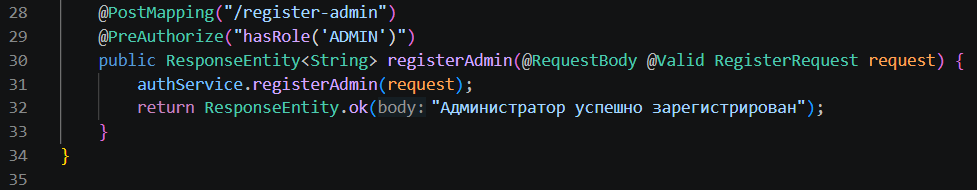 28 @PostMapping("/register-admin")
29 @PreAuthorize("hasRole('ADMIN')")
30 public ResponseEntity<String> registerAdmin(@RequestBody @Valid RegisterRequest request) {
31 authService.registerAdmin(request);
32 return ResponseEntity.ok(body: "Администратор успешно зарегистрирован");
33 }
34 }
35